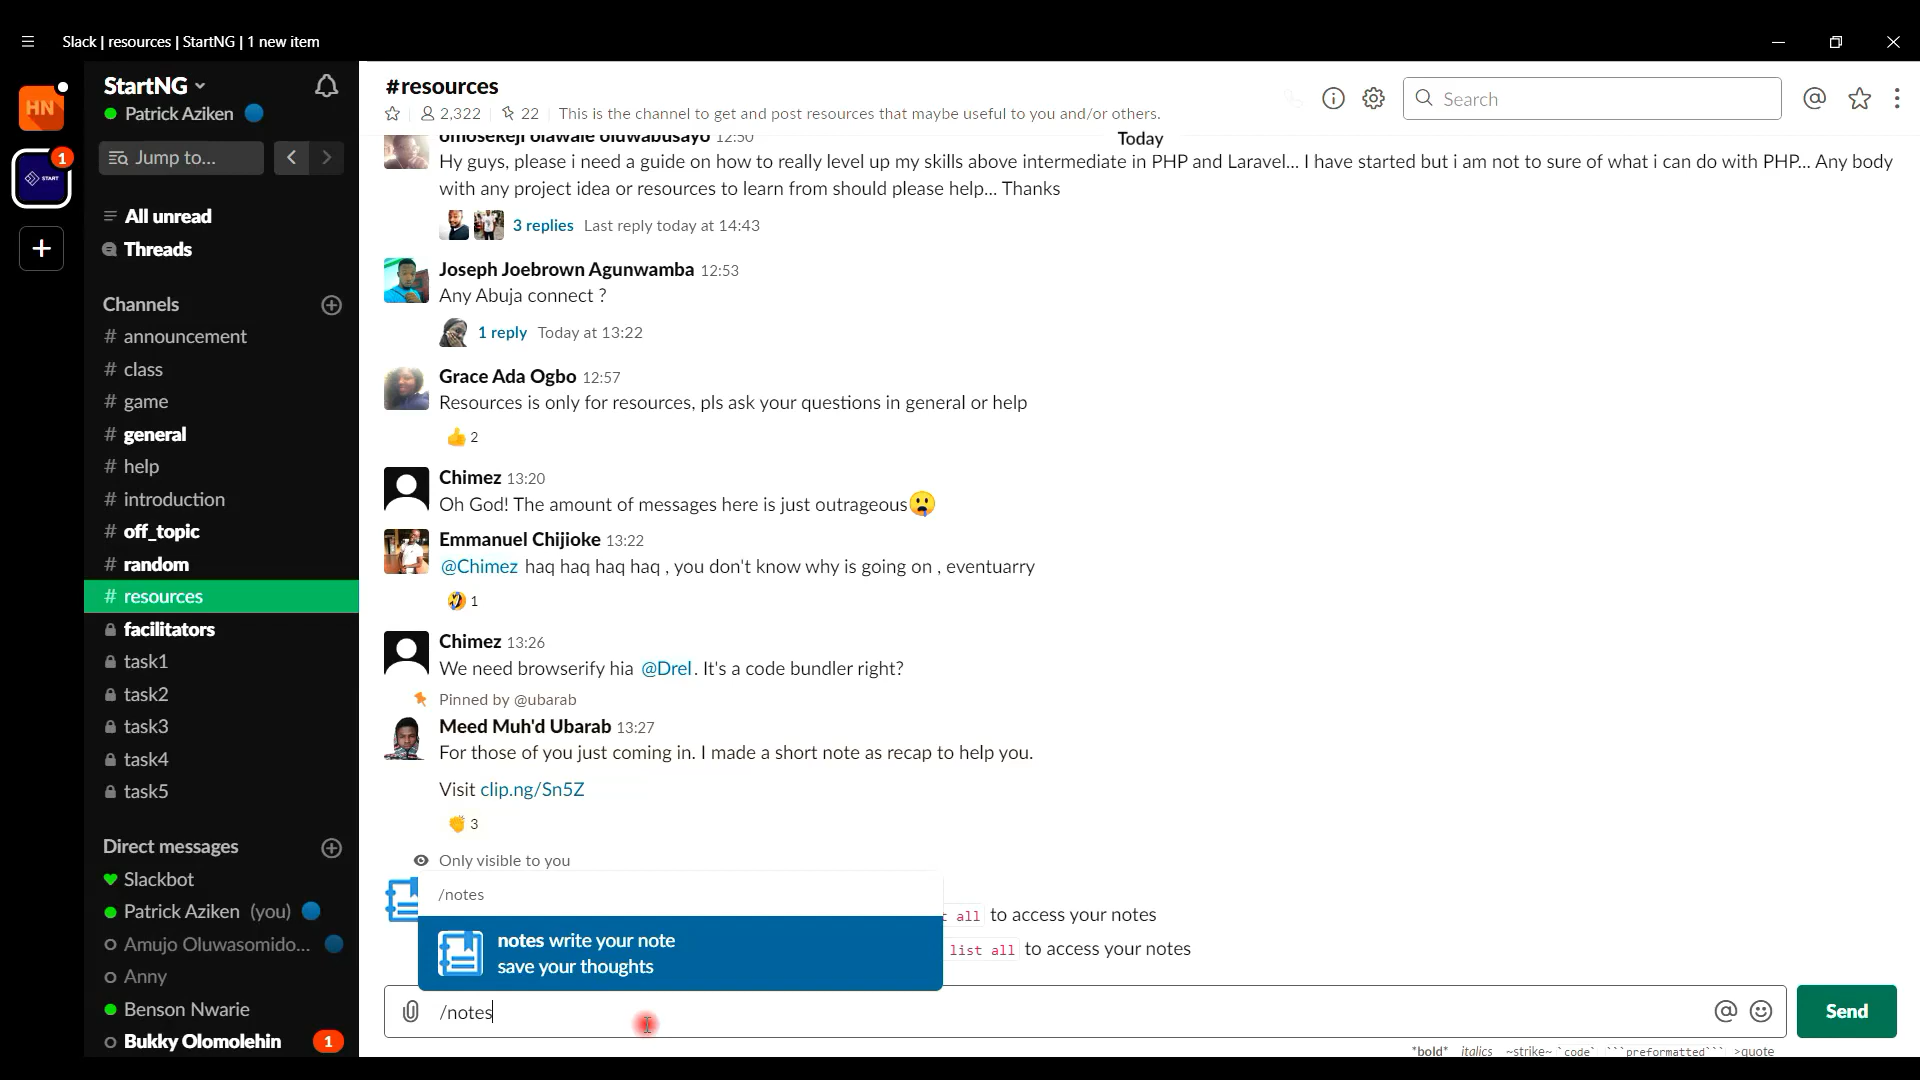 Slack | resources | StartNG | 1 new item
HN
1
START
StartNG
Patrick Aziken
Jump to...
All unread
Threads
Channels
# announcement
# class
# game
# general
# help
# introduction
# off_topic
# random
# resources
facilitators
task1
task2
task3
task4
task5
Direct messages
Slackbot
Patrick Aziken (you)
Amujo Oluwasomido...
Anny
Benson Nwarie
Bukky Olomolehin 1
#resources
2,322 22 This is the channel to get and post resources that maybe useful to you and/or others.
Search
Today
omosekeji olawale oluwabusayo 12:50
Hy guys, please i need a guide on how to really level up my skills above intermediate in PHP and Laravel... I have started but i am not to sure of what i can do with PHP... Any body
with any project idea or resources to learn from should please help... Thanks
3 replies Last reply today at 14:43
Joseph Joebrown Agunwamba 12:53
Any Abuja connect ?
1 reply Today at 13:22
Grace Ada Ogbo 12:57
Resources is only for resources, pls ask your questions in general or help
2
Chimez 13:20
Oh God! The amount of messages here is just outrageous
Emmanuel Chijioke 13:22
@Chimez haq haq haq haq , you don't know why is going on , eventuarry
1
Chimez 13:26
We need browserify hia @Drel. It's a code bundler right?
Pinned by @ubarab
Meed Muh'd Ubarab 13:27
For those of you just coming in. I made a short note as recap to help you.
Visit clip.ng/Sn5Z
3
Only visible to you
/notes
t all to access your notes
notes write your note
save your thoughts
list all to access your notes
/notes
Send
*bold* _italics_ ~strike~ `code` ```preformatted``` >quote